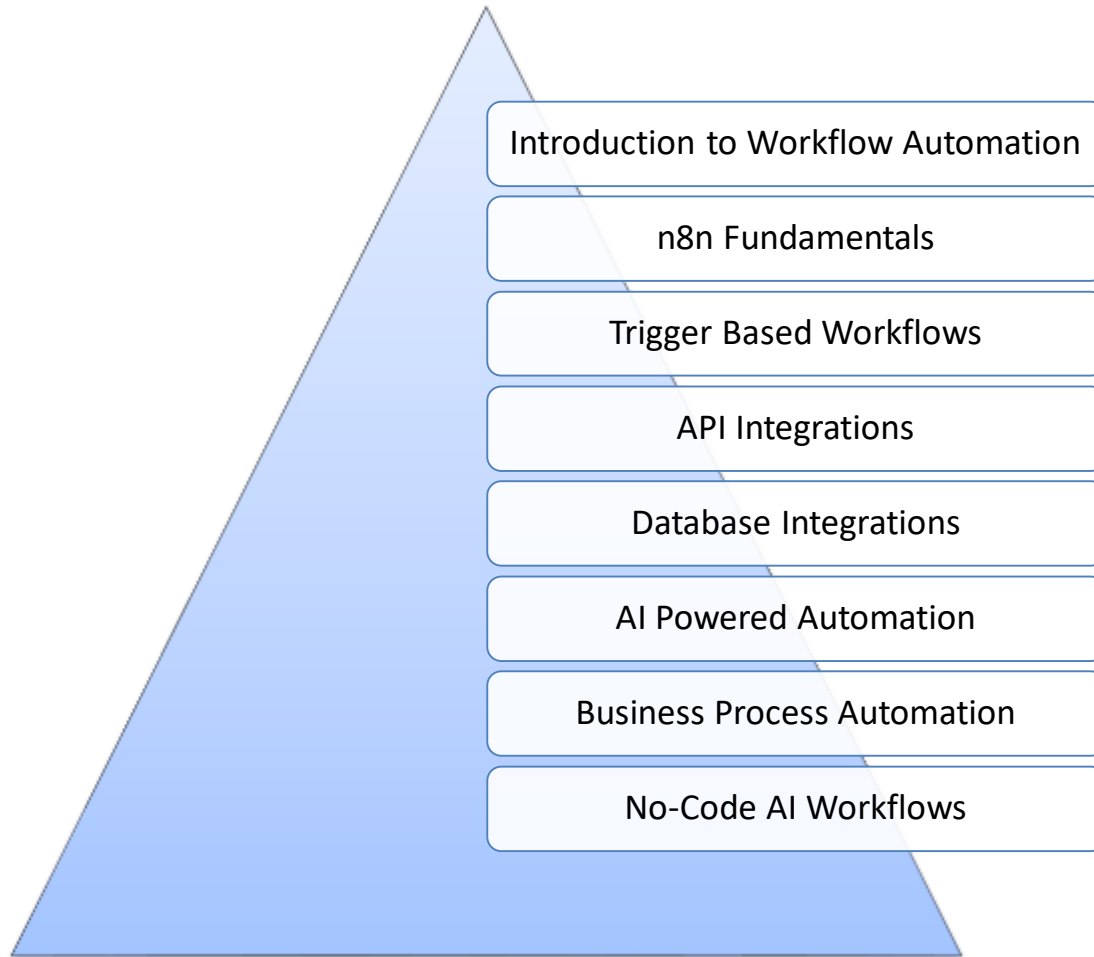 Introduction to Workflow Automation
n8n Fundamentals
Trigger Based Workflows
API Integrations
Database Integrations
AI Powered Automation
Business Process Automation
No-Code AI Workflows